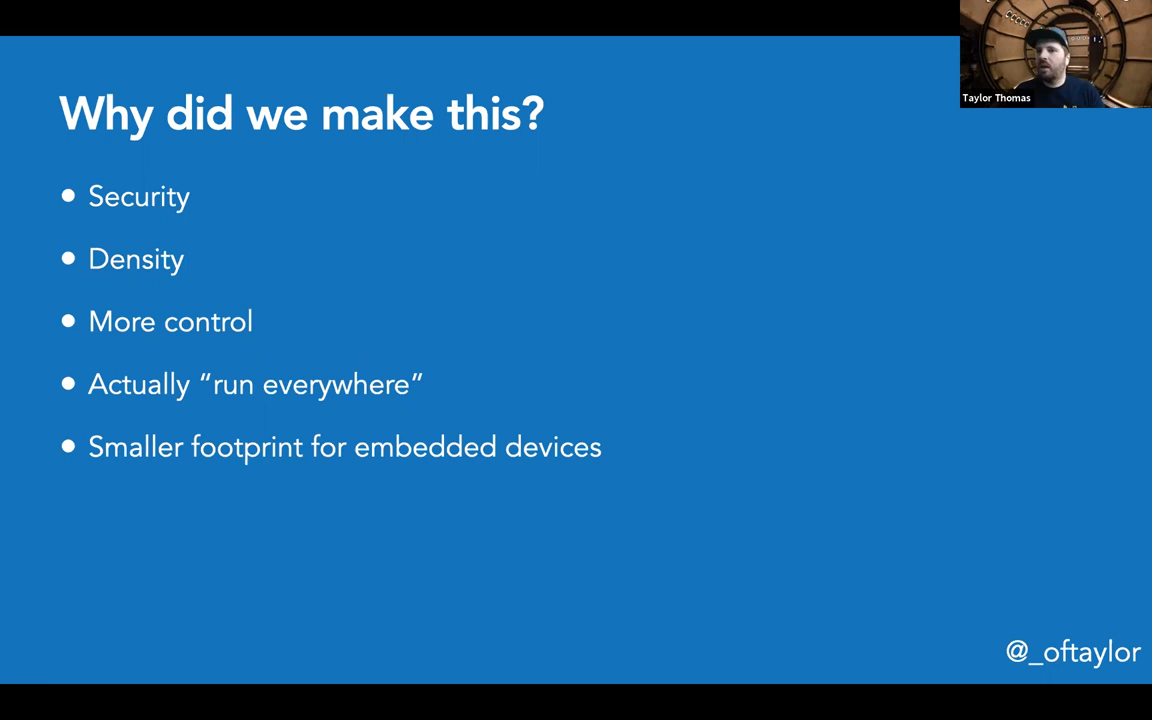 Taylor Thomas
Why did we make this?
• Security
• Density
• More control
• Actually “run everywhere”
• Smaller footprint for embedded devices
@_oftaylor